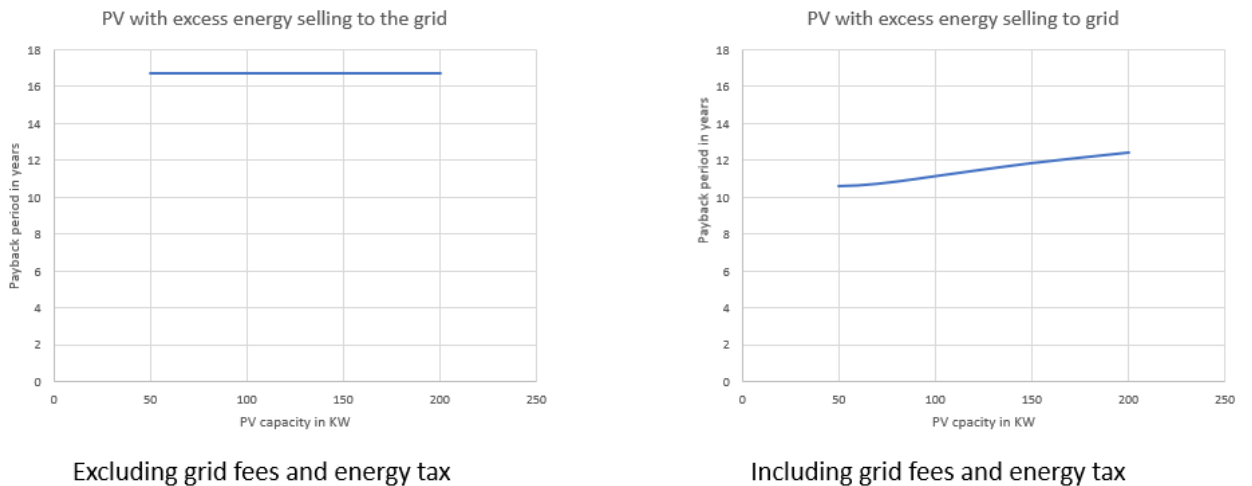 PV with excess energy selling to the grid
18
16
14
12
10
8
6
4
2
0
Payback period in years
0 50 100 150 200 250
PV capacity in KW
Excluding grid fees and energy tax
PV with excess energy selling to grid
18
16
14
12
10
8
6
4
2
0
Payback period in years
0 50 100 150 200 250
PV cpacity in KW
Including grid fees and energy tax